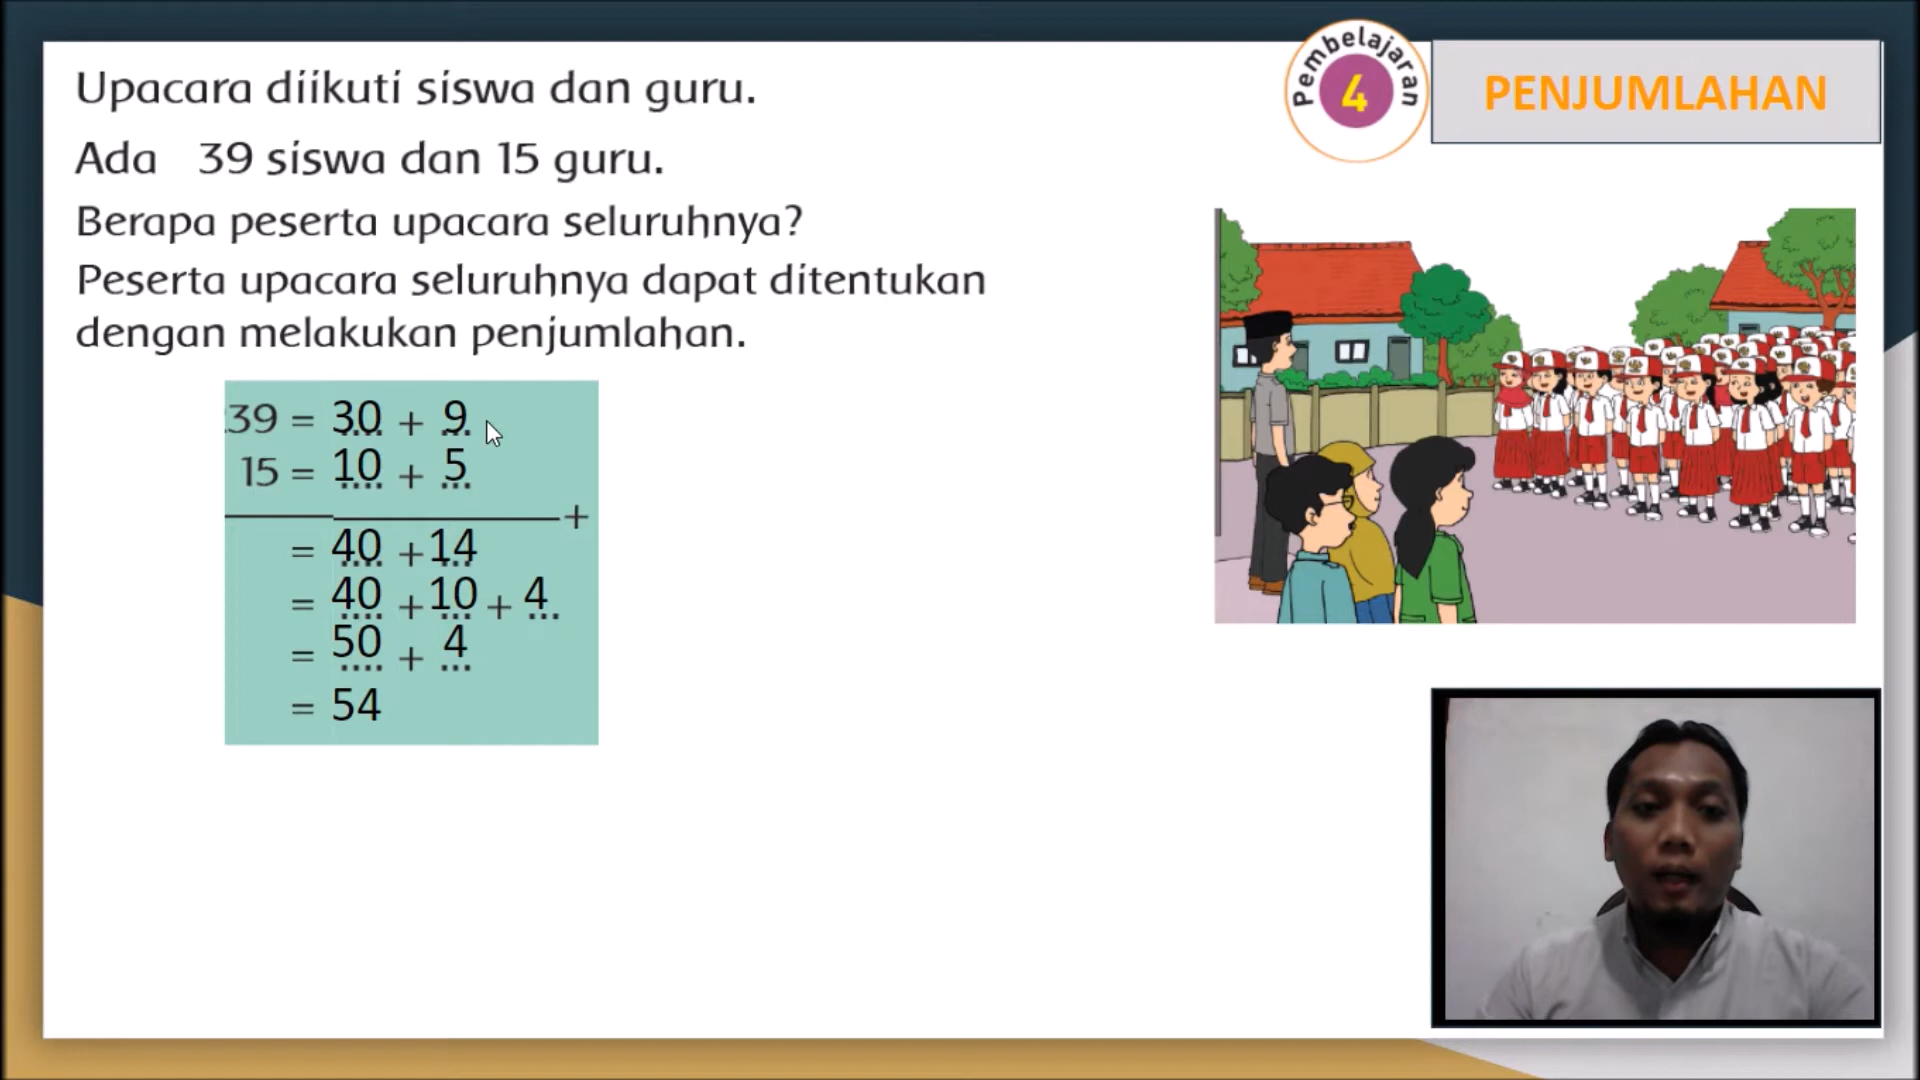 Upacara diikuti siswa dan guru.
Ada 39 siswa dan 15 guru.
Berapa peserta upacara seluruhnya?
Peserta upacara seluruhnya dapat ditentukan
dengan melakukan penjumlahan.
39 = 30 + 9
15 = 10 + 5
+
= 40 + 14
= 40 + 10 + 4
= 50 + 4
= 54
Pembelajaran
4
PENJUMLAHAN